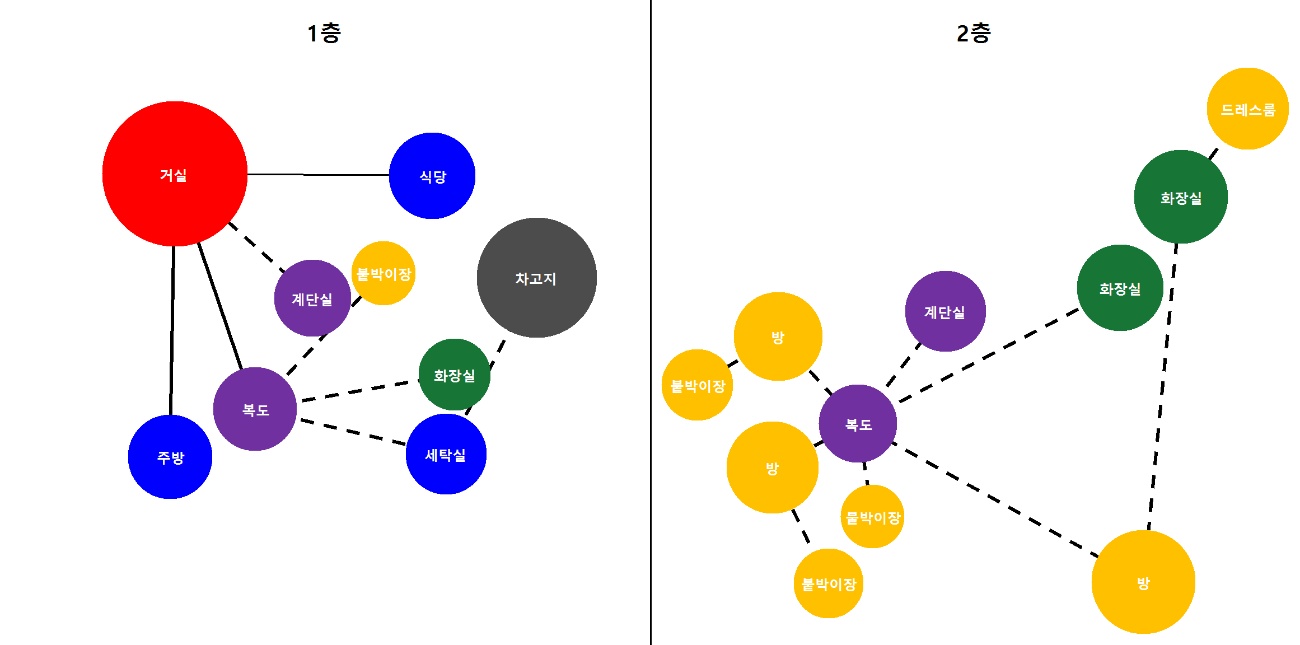 1층
거실
식당
붙박이장
차고지
계단실
화장실
복도
세탁실
주방
2층
드레스룸
화장실
화장실
계단실
방
붙박이장
복도
방
붙박이장
방
붙박이장